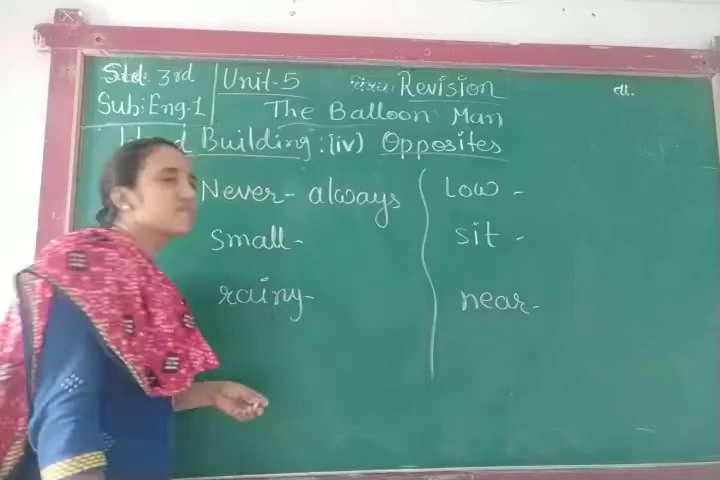 Std: 3rd
Sub: Eng-1
Unit-5
विषय: Revision
The Balloon Man
Building: (iv) Opposites
તા.
Never - always
small -
rainy -
Low -
sit -
near -